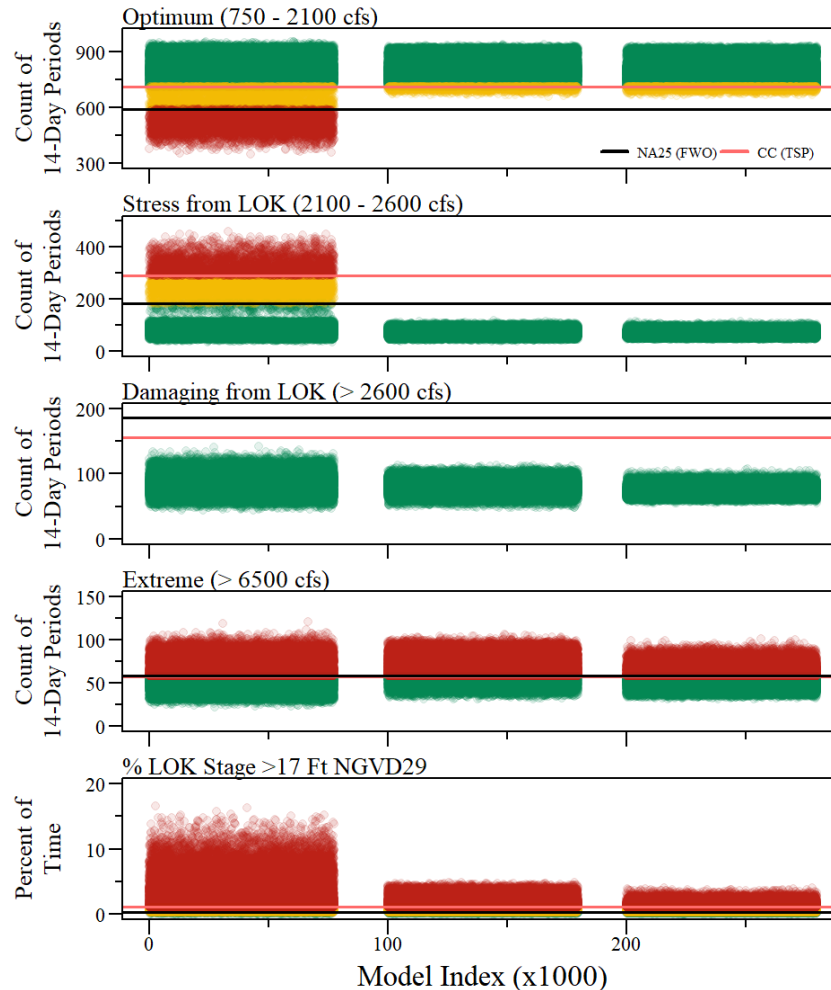 Optimum (750 - 2100 cfs)
Count of
14-Day Periods
900
600
300
NA25 (FWO)
CC (TSP)
Stress from LOK (2100 - 2600 cfs)
Count of
14-Day Periods
400
200
0
Damaging from LOK (> 2600 cfs)
Count of
14-Day Periods
200
100
0
Extreme (> 6500 cfs)
Count of
14-Day Periods
150
100
50
0
% LOK Stage >17 Ft NGVD29
Percent of
Time
20
10
0
0
100
200
Model Index (x1000)